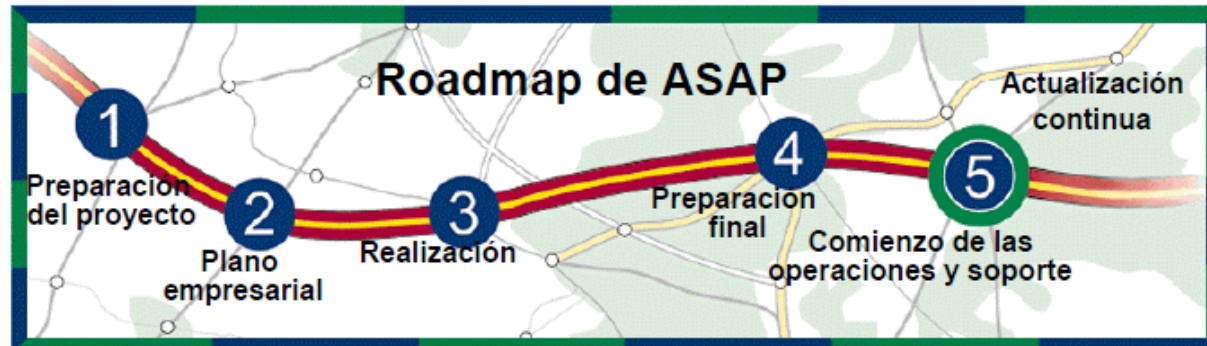 Roadmap de ASAP
1
Preparación
del proyecto
2
Plano
empresarial
3
Realización
4
Preparación
final
5
Comienzo de las
operaciones y soporte
Actualización
continua